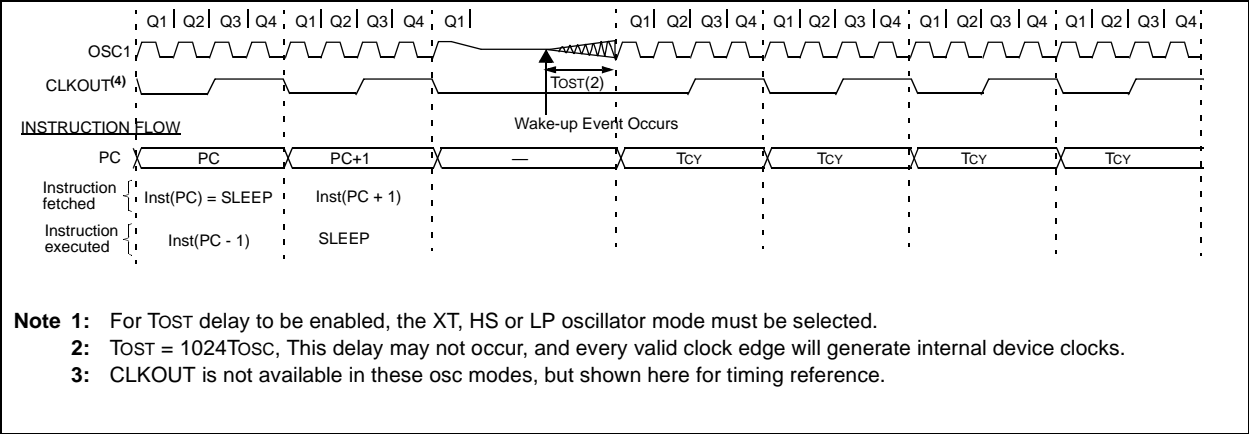 Q1 Q2 Q3 Q4 Q1 Q2 Q3 Q4 Q1 Q1 Q2 Q3 Q4 Q1 Q2 Q3 Q4 Q1 Q2 Q3 Q4 Q1 Q2 Q3 Q4
OSC1
CLKOUT(4)
TOST(2)
Wake-up Event Occurs
INSTRUCTION FLOW
PC PC PC+1 — TCY TCY TCY TCY
Instruction fetched Inst(PC) = SLEEP Inst(PC + 1)
Instruction executed Inst(PC - 1) SLEEP
Note 1: For TOST delay to be enabled, the XT, HS or LP oscillator mode must be selected.
2: TOST = 1024TOSC, This delay may not occur, and every valid clock edge will generate internal device clocks.
3: CLKOUT is not available in these osc modes, but shown here for timing reference.